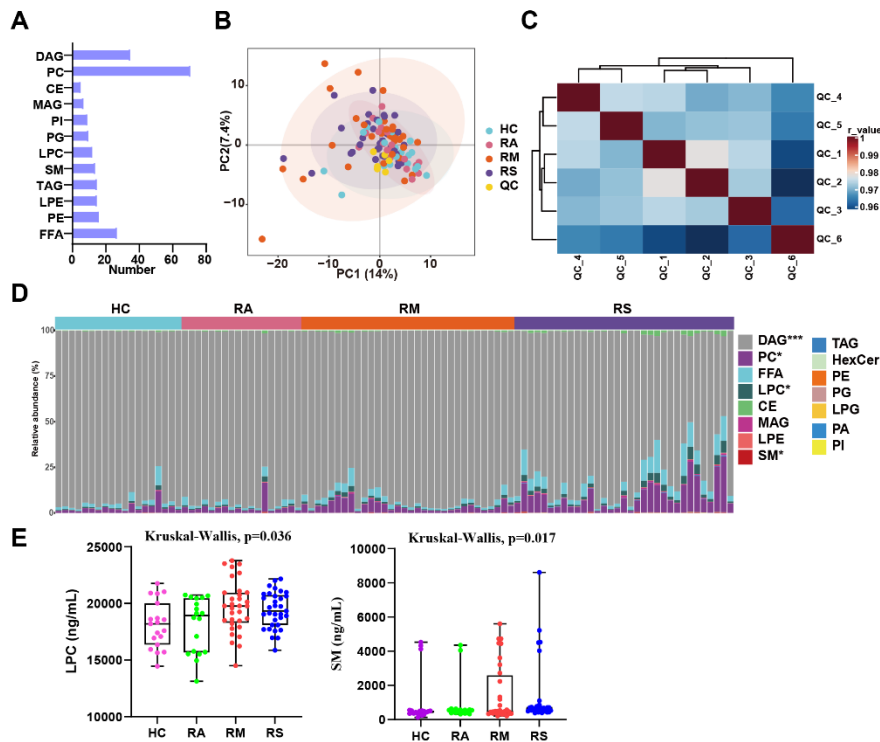 A
DAG
PC
CE
MAG
PI
PG
LPC
SM
TAG
LPE
PE
FFA
0 20 40 60 80
Number
B
10
0
−10
PC2(7.4%)
−20 −10 0 10
PC1 (14%)
HC
RA
RM
RS
QC
C
QC_4
QC_5
QC_1
QC_2
QC_3
QC_6
QC_4 QC_5 QC_1 QC_2 QC_3 QC_6
r_value
1
0.99
0.98
0.97
0.96
D
HC RA RM RS
100
75
50
25
0
Relative abundance (%)
DAG***
PC*
FFA
LPC*
CE
MAG
LPE
SM*
TAG
HexCer
PE
PG
LPG
PA
PI
E
Kruskal-Wallis, p=0.036
25000
20000
15000
10000
LPC (ng/mL)
HC RA RM RS
Kruskal-Wallis, p=0.017
10000
8000
6000
4000
2000
0
SM (ng/mL)
HC RA RM RS